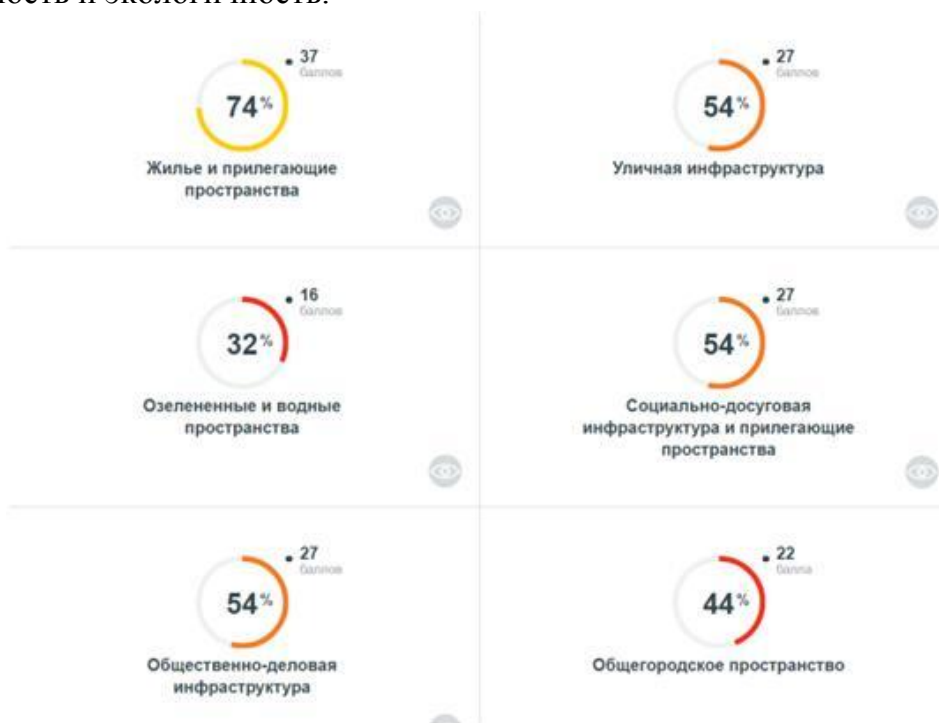 37
баллов
74%
Жилье и прилегающие
пространства
27
баллов
54%
Уличная инфраструктура
16
баллов
32%
Озелененные и водные
пространства
27
баллов
54%
Социально-досуговая
инфраструктура и прилегающие
пространства
27
баллов
54%
Общественно-деловая
инфраструктура
22
балла
44%
Общегородское пространство